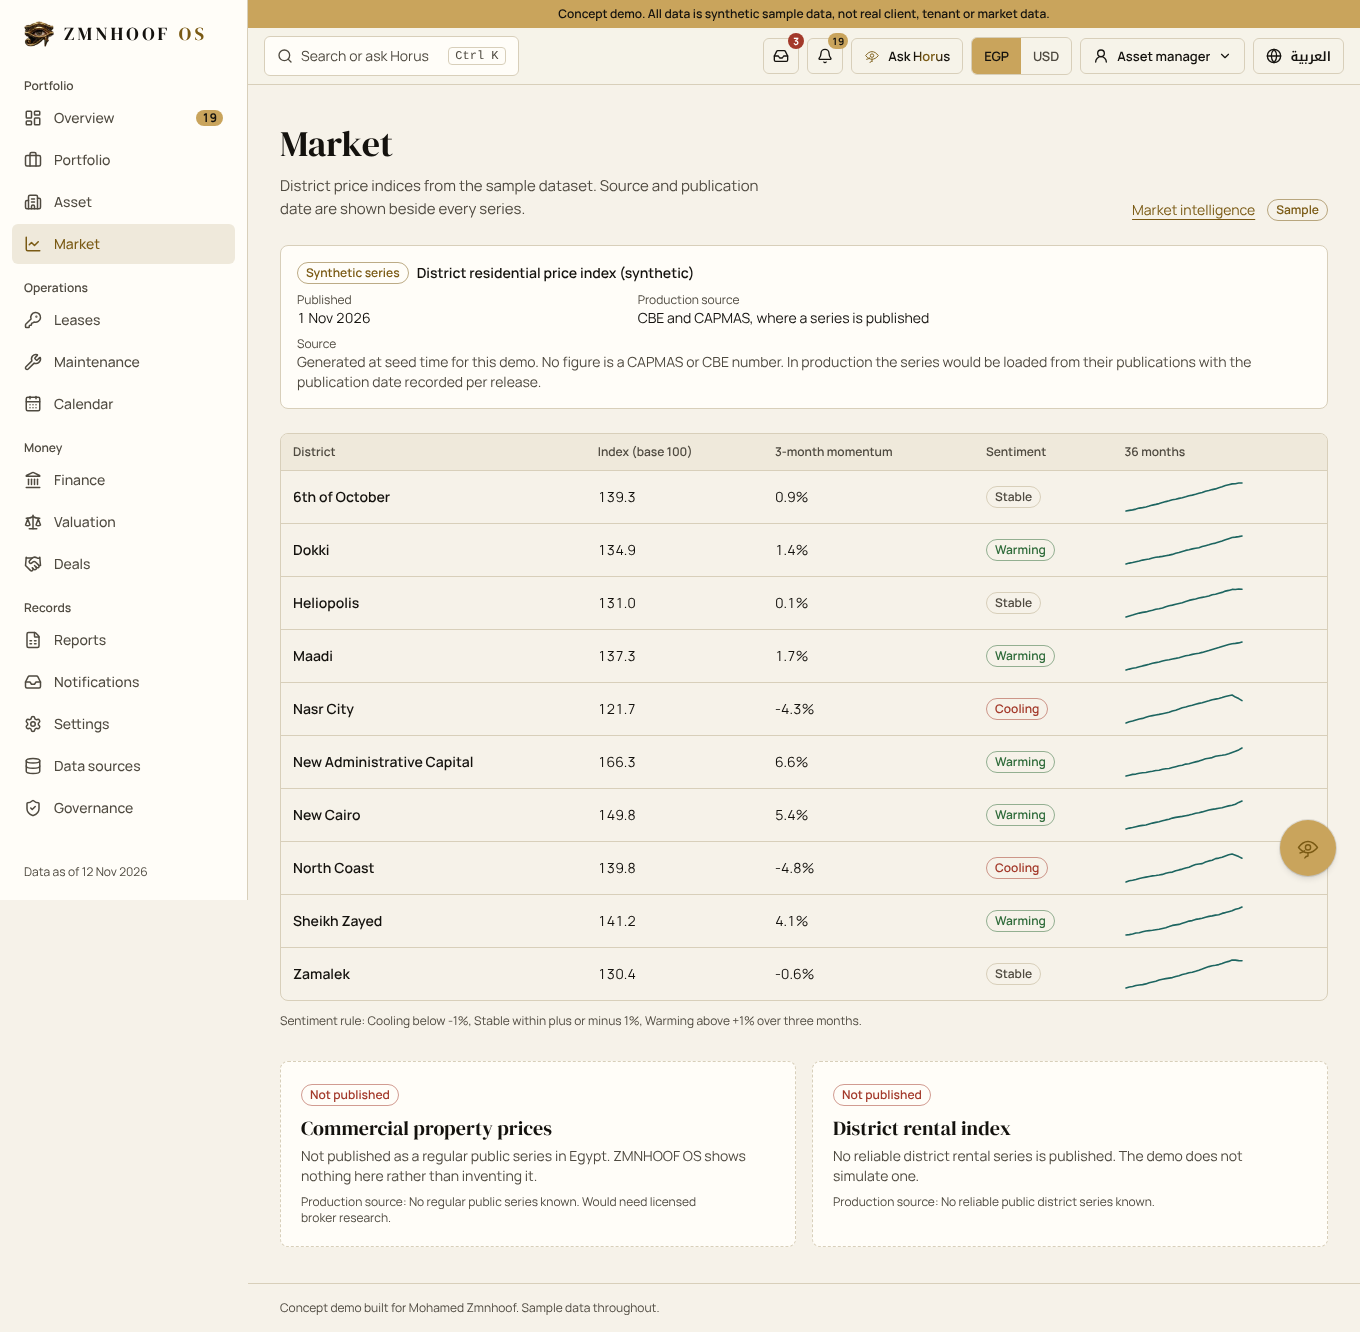 ZMNHOOF OS
Portfolio
Overview 19
Portfolio
Asset
Market
Operations
Leases
Maintenance
Calendar
Money
Finance
Valuation
Deals
Records
Reports
Notifications
Settings
Data sources
Governance
Data as of 12 Nov 2026
Concept demo. All data is synthetic sample data, not real client, tenant or market data.
Search or ask Horus Ctrl K
3
19
Ask Horus
EGP USD
Asset manager
العربية
Market
District price indices from the sample dataset. Source and publication
date are shown beside every series.
Market intelligence Sample
Synthetic series District residential price index (synthetic)
Published Production source
1 Nov 2026 CBE and CAPMAS, where a series is published
Source
Generated at seed time for this demo. No figure is a CAPMAS or CBE number. In production the series would be loaded from their publications with the
publication date recorded per release.
District Index (base 100) 3-month momentum Sentiment 36 months
6th of October 139.3 0.9% Stable
Dokki 134.9 1.4% Warming
Heliopolis 131.0 0.1% Stable
Maadi 137.3 1.7% Warming
Nasr City 121.7 -4.3% Cooling
New Administrative Capital 166.3 6.6% Warming
New Cairo 149.8 5.4% Warming
North Coast 139.8 -4.8% Cooling
Sheikh Zayed 141.2 4.1% Warming
Zamalek 130.4 -0.6% Stable
Sentiment rule: Cooling below -1%, Stable within plus or minus 1%, Warming above +1% over three months.
Not published
Commercial property prices
Not published as a regular public series in Egypt. ZMNHOOF OS shows
nothing here rather than inventing it.
Production source: No regular public series known. Would need licensed
broker research.
Not published
District rental index
No reliable district rental series is published. The demo does not
simulate one.
Production source: No reliable public district series known.
Concept demo built for Mohamed Zmnhoof. Sample data throughout.